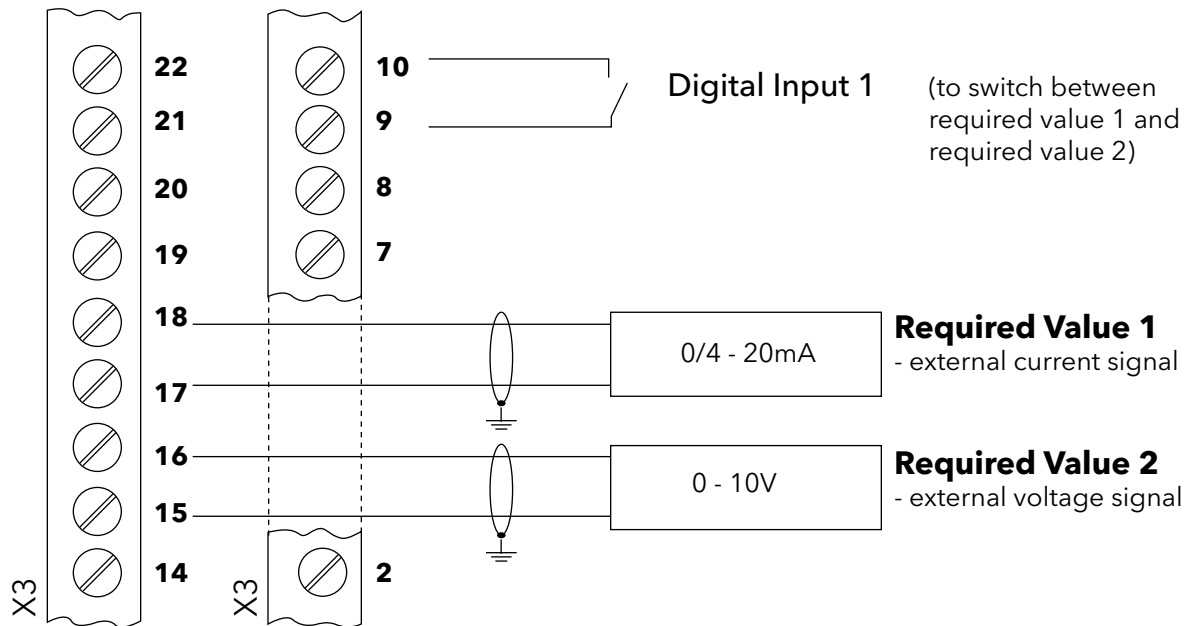 22
21
20
19
18
17
16
15
14
X3
10
9
8
7
2
X3
Digital Input 1
(to switch between
required value 1 and
required value 2)
0/4 - 20mA
Required Value 1
- external current signal
0 - 10V
Required Value 2
- external voltage signal